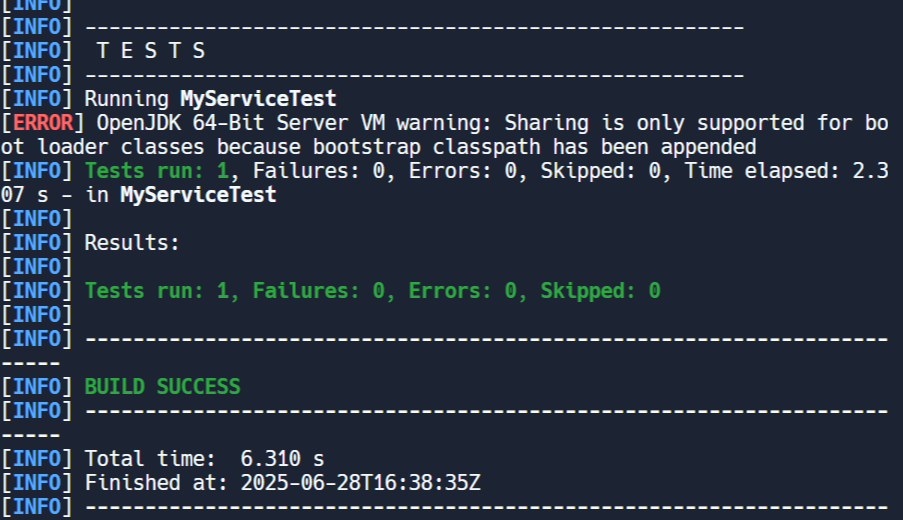 [INFO]
[INFO] -------------------------------------------------------
[INFO]  T E S T S
[INFO] -------------------------------------------------------
[INFO] Running MyServiceTest
[ERROR] OpenJDK 64-Bit Server VM warning: Sharing is only supported for bo
ot loader classes because bootstrap classpath has been appended
[INFO] Tests run: 1, Failures: 0, Errors: 0, Skipped: 0, Time elapsed: 2.3
07 s - in MyServiceTest
[INFO]
[INFO] Results:
[INFO]
[INFO] Tests run: 1, Failures: 0, Errors: 0, Skipped: 0
[INFO]
[INFO] -------------------------------------------------------------------
-----
[INFO] BUILD SUCCESS
[INFO] -------------------------------------------------------------------
-----
[INFO] Total time:  6.310 s
[INFO] Finished at: 2025-06-28T16:38:35Z
[INFO] -------------------------------------------------------------------